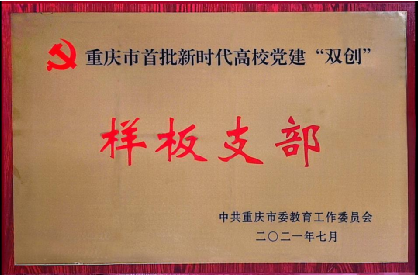 重庆市首批新时代高校党建“双创”
样板支部
中共重庆市委教育工作委员会
二〇二一年七月